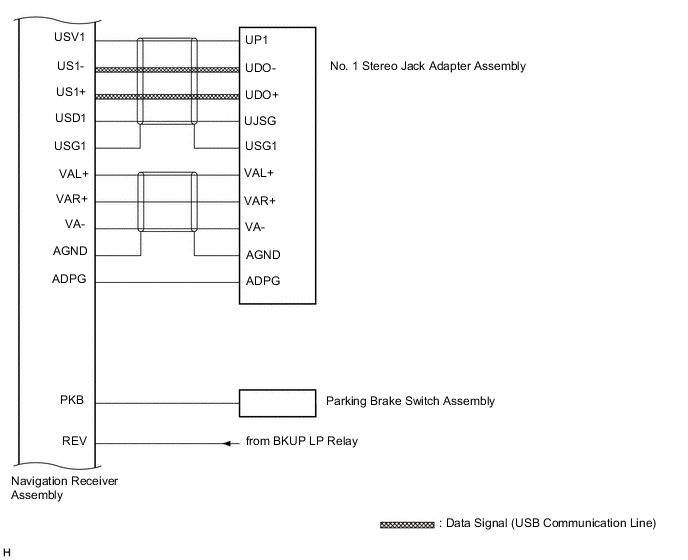 USV1 UP1
US1- UDO- No. 1 Stereo Jack Adapter Assembly
US1+ UDO+
USD1 UJSG
USG1 USG1
VAL+ VAL+
VAR+ VAR+
VA- VA-
AGND AGND
ADPG ADPG
PKB Parking Brake Switch Assembly
REV from BKUP LP Relay
Navigation Receiver
Assembly
: Data Signal (USB Communication Line)
H